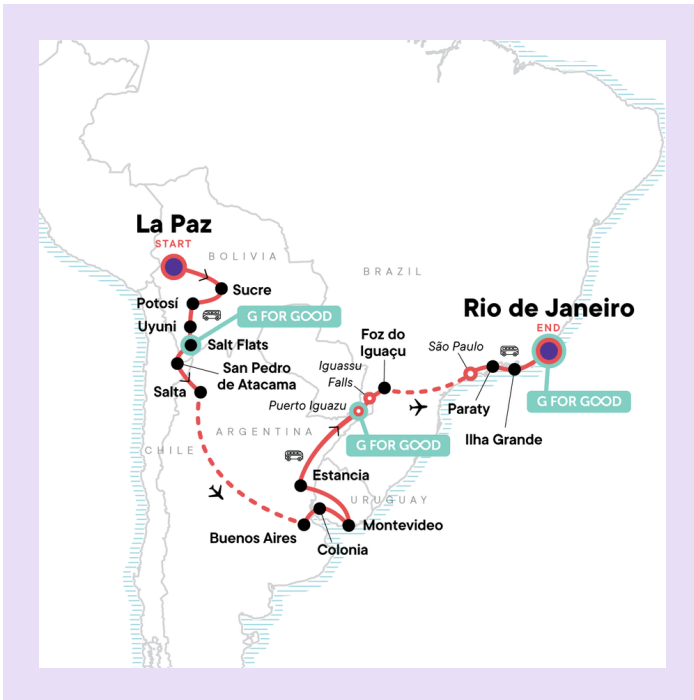 La Paz
START
BOLIVIA
BRAZIL
Sucre
Potosí
G FOR GOOD
Uyuni
Salt Flats
San Pedro
de Atacama
Salta
Rio de Janeiro
END
Foz do
Iguaçu
São Paulo
Iguassu
Falls
Puerto Iguazu
Paraty
G FOR GOOD
Ilha Grande
ARGENTINA
G FOR GOOD
CHILE
Estancia
URUGUAY
Buenos Aires
Montevideo
Colonia